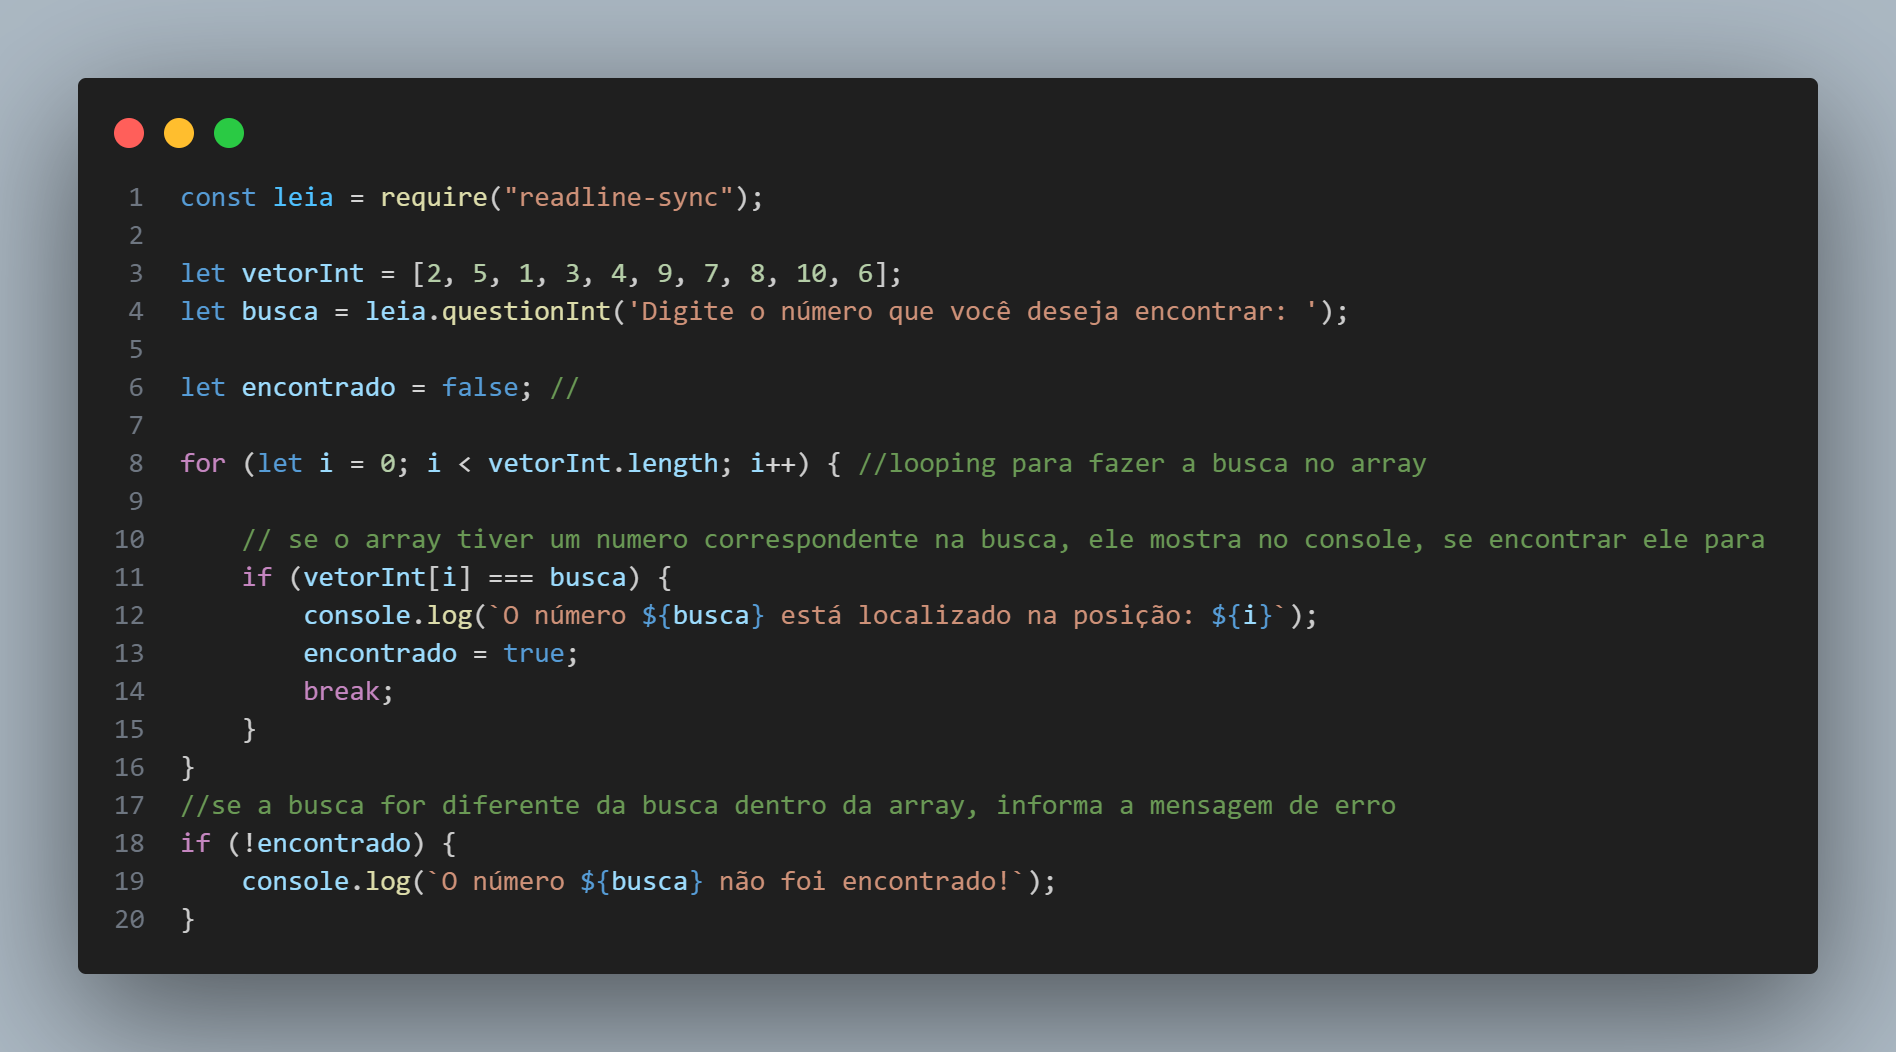 1 const leia = require("readline-sync");
2
3 let vetorInt = [2, 5, 1, 3, 4, 9, 7, 8, 10, 6];
4 let busca = leia.questionInt('Digite o número que você deseja encontrar: ');
5
6 let encontrado = false; //
7
8 for (let i = 0; i < vetorInt.length; i++) { //looping para fazer a busca no array
9
10     // se o array tiver um numero correspondente na busca, ele mostra no console, se encontrar ele para
11     if (vetorInt[i] === busca) {
12         console.log(`O número ${busca} está localizado na posição: ${i}`);
13         encontrado = true;
14         break;
15     }
16 }
17 //se a busca for diferente da busca dentro da array, informa a mensagem de erro
18 if (!encontrado) {
19     console.log(`O número ${busca} não foi encontrado!`);
20 }